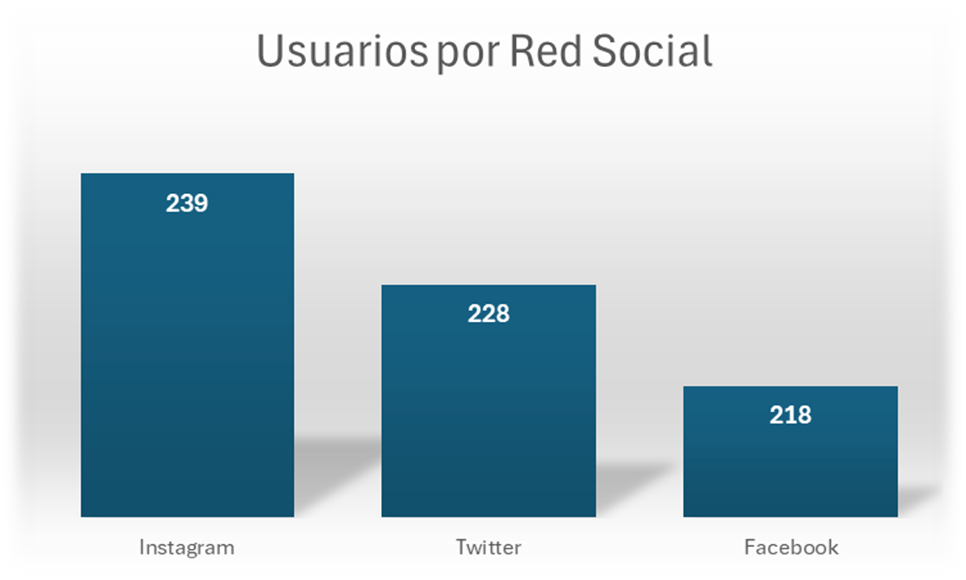 Usuarios por Red Social
239
228
218
Instagram
Twitter
Facebook